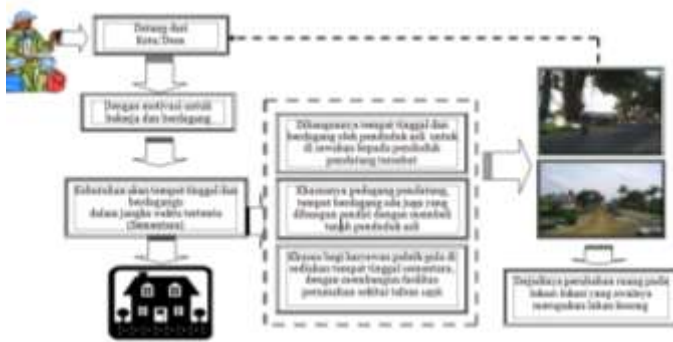 Datang dari
Kota/Desa
Dengan motivasi untuk
bekerja dan berdagang
Kebutuhan akan tempat tinggal dan
berdagang
dalam jangka waktu tertentu
(Sementara)
Dibangunnya tempat tinggal dan
berdagang oleh penduduk asli untuk
di sewakan kepada penduduk
pendatang tersebut
Khususnya pedagang pendatang,
tempat berdagang ada juga yang
dibangun sendiri dengan membeli
tanah penduduk asli
Khusus bagi karyawan pabrik gula di
sediakan tempat tinggal sementara,
dengan membangun fasilitas
perumahan sekitar tahun
Terjadinya perubahan ruang pada
lahan-lahan yang awalnya
merupakan lahan kosong